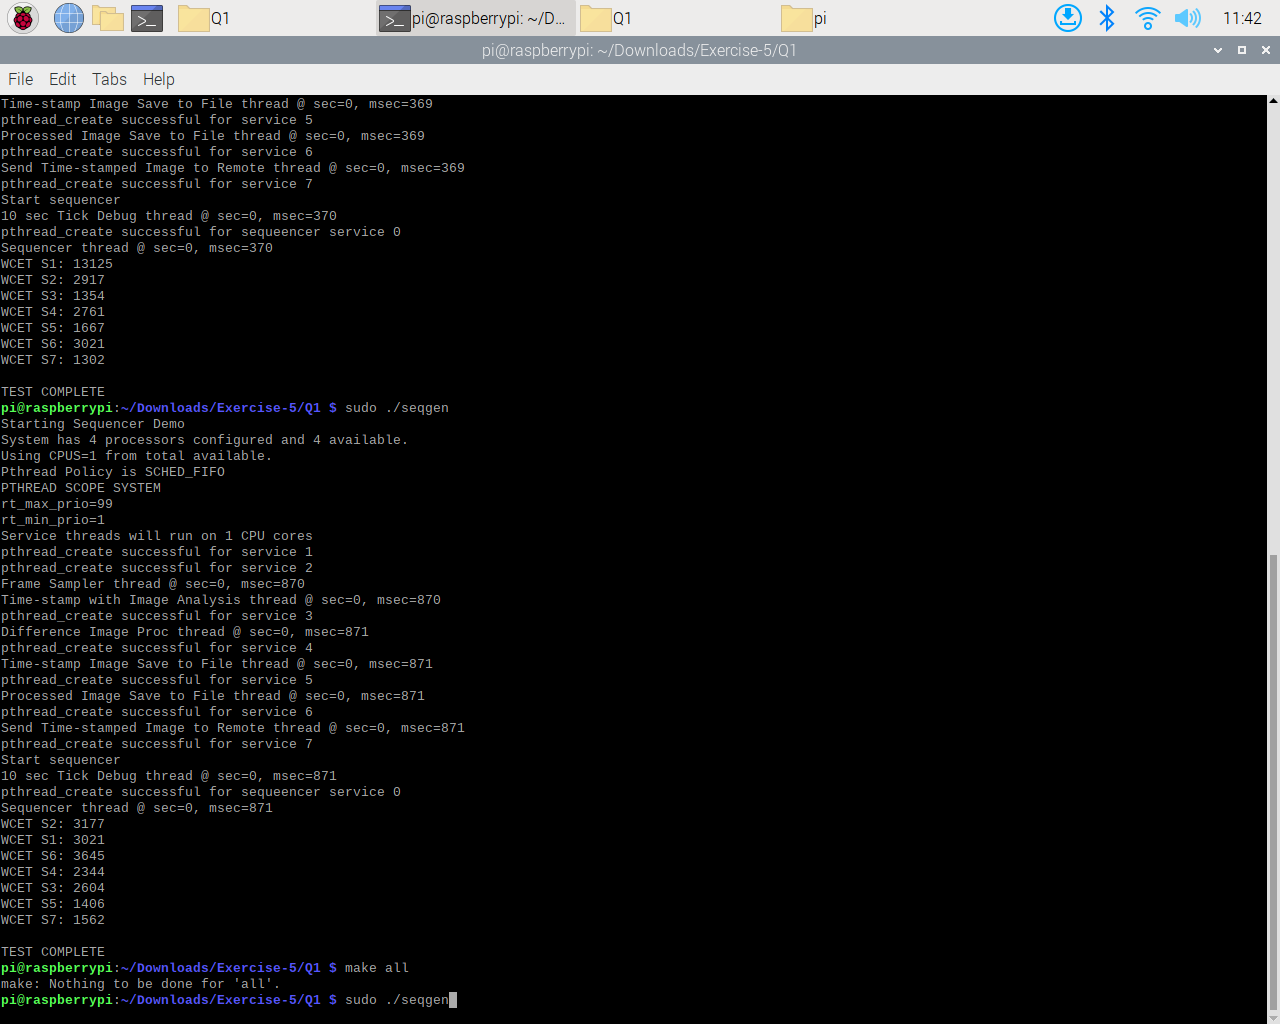 Q1
pi@raspberrypi: ~/D...
Q1
pi
11:42
pi@raspberrypi: ~/Downloads/Exercise-5/Q1
File Edit Tabs Help
Time-stamp Image Save to File thread @ sec=0, msec=369
pthread_create successful for service 5
Processed Image Save to File thread @ sec=0, msec=369
pthread_create successful for service 6
Send Time-stamped Image to Remote thread @ sec=0, msec=369
pthread_create successful for service 7
Start sequencer
10 sec Tick Debug thread @ sec=0, msec=370
pthread_create successful for sequeencer service 0
Sequencer thread @ sec=0, msec=370
WCET S1: 13125
WCET S2: 2917
WCET S3: 1354
WCET S4: 2761
WCET S5: 1667
WCET S6: 3021
WCET S7: 1302
TEST COMPLETE
pi@raspberrypi:~/Downloads/Exercise-5/Q1 $ sudo ./seqgen
Starting Sequencer Demo
System has 4 processors configured and 4 available.
Using CPUS=1 from total available.
Pthread Policy is SCHED_FIFO
PTHREAD SCOPE SYSTEM
rt_max_prio=99
rt_min_prio=1
Service threads will run on 1 CPU cores
pthread_create successful for service 1
pthread_create successful for service 2
Frame Sampler thread @ sec=0, msec=870
Time-stamp with Image Analysis thread @ sec=0, msec=870
pthread_create successful for service 3
Difference Image Proc thread @ sec=0, msec=871
pthread_create successful for service 4
Time-stamp Image Save to File thread @ sec=0, msec=871
pthread_create successful for service 5
Processed Image Save to File thread @ sec=0, msec=871
pthread_create successful for service 6
Send Time-stamped Image to Remote thread @ sec=0, msec=871
pthread_create successful for service 7
Start sequencer
10 sec Tick Debug thread @ sec=0, msec=871
pthread_create successful for sequeencer service 0
Sequencer thread @ sec=0, msec=871
WCET S2: 3177
WCET S1: 3021
WCET S6: 3645
WCET S4: 2344
WCET S3: 2604
WCET S5: 1406
WCET S7: 1562
TEST COMPLETE
pi@raspberrypi:~/Downloads/Exercise-5/Q1 $ make all
make: Nothing to be done for 'all'.
pi@raspberrypi:~/Downloads/Exercise-5/Q1 $ sudo ./seqgen